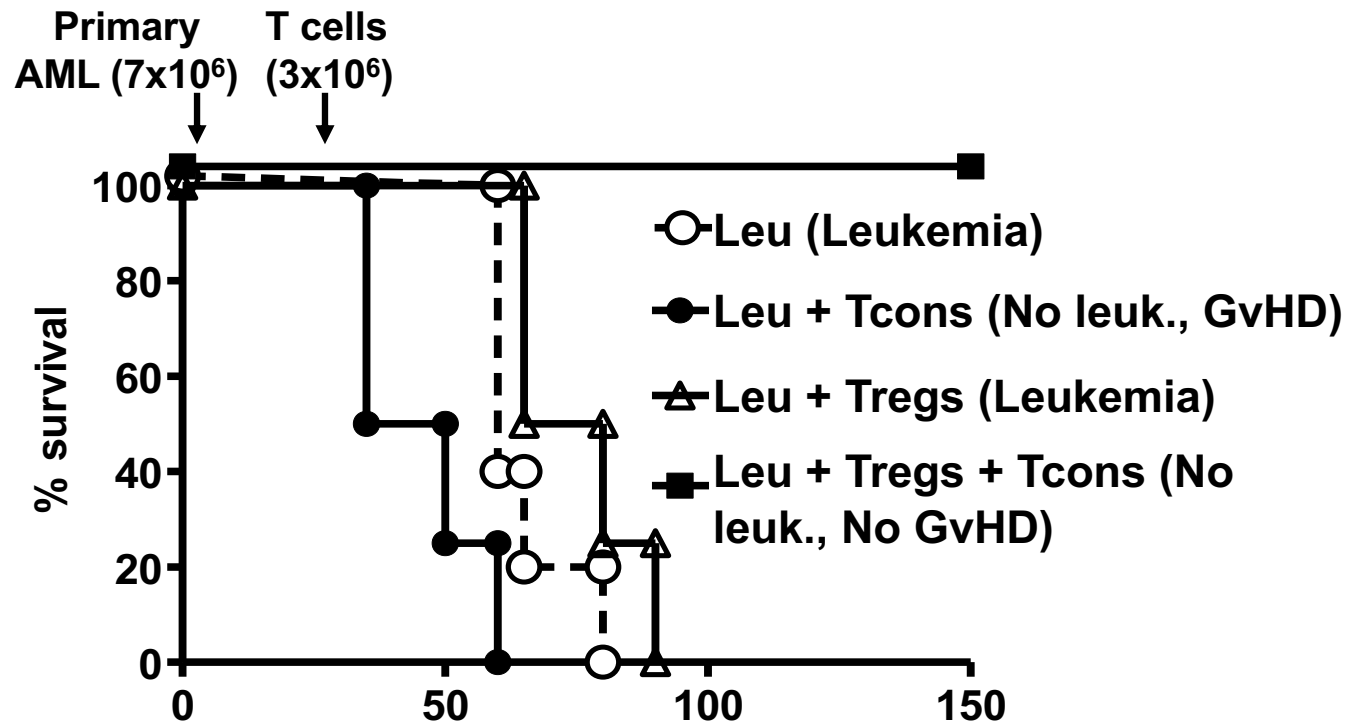 Primary
AML (7x10⁶)
T cells
(3x10⁶)
100
80
60
40
20
0
% survival
0
50
100
150
Leu (Leukemia)
Leu + Tcons (No leuk., GvHD)
Leu + Tregs (Leukemia)
Leu + Tregs + Tcons (No
leuk., No GvHD)